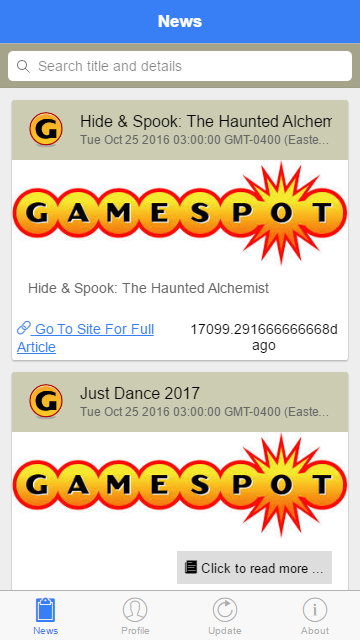 News
Search title and details
Hide & Spook: The Haunted Alchem
Tue Oct 25 2016 03:00:00 GMT-0400 (Easte...
GAMESPOT
Hide & Spook: The Haunted Alchemist
Go To Site For Full
Article
17099.291666666668d
ago
Just Dance 2017
Tue Oct 25 2016 03:00:00 GMT-0400 (Easte...
GAMESPOT
Click to read more ...
News
Profile
Update
About